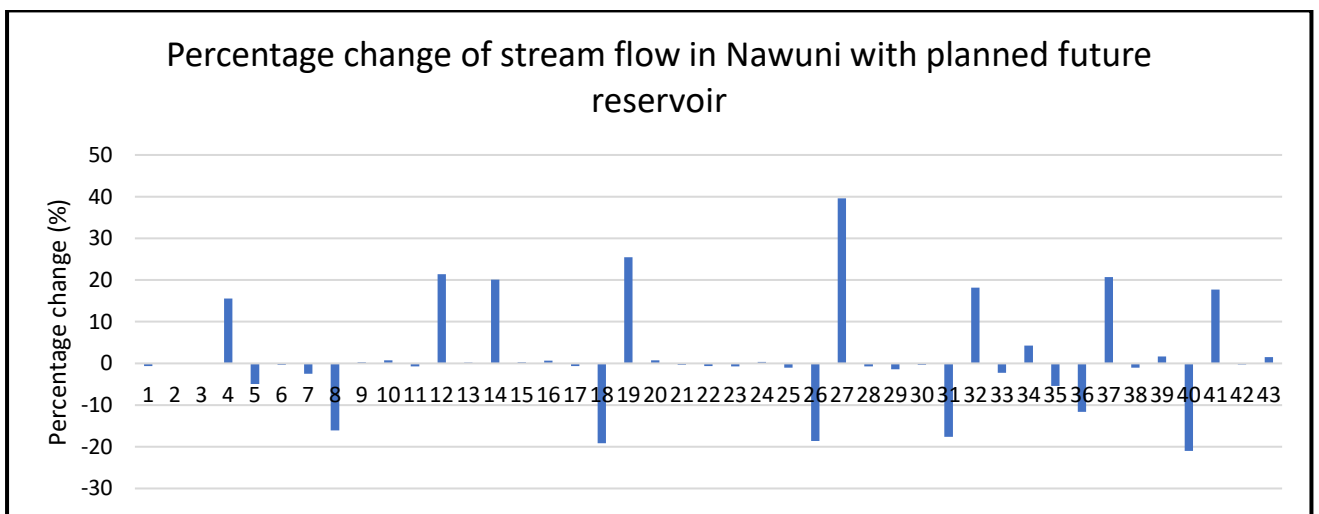 Percentage change of stream flow in Nawuni with planned future
reservoir
Percentage change (%)
50
40
30
20
10
0
-10
-20
-30
1 2 3 4 5 6 7 8 9 10 11 12 13 14 15 16 17 18 19 20 21 22 23 24 25 26 27 28 29 30 31 32 33 34 35 36 37 38 39 40 41 42 43